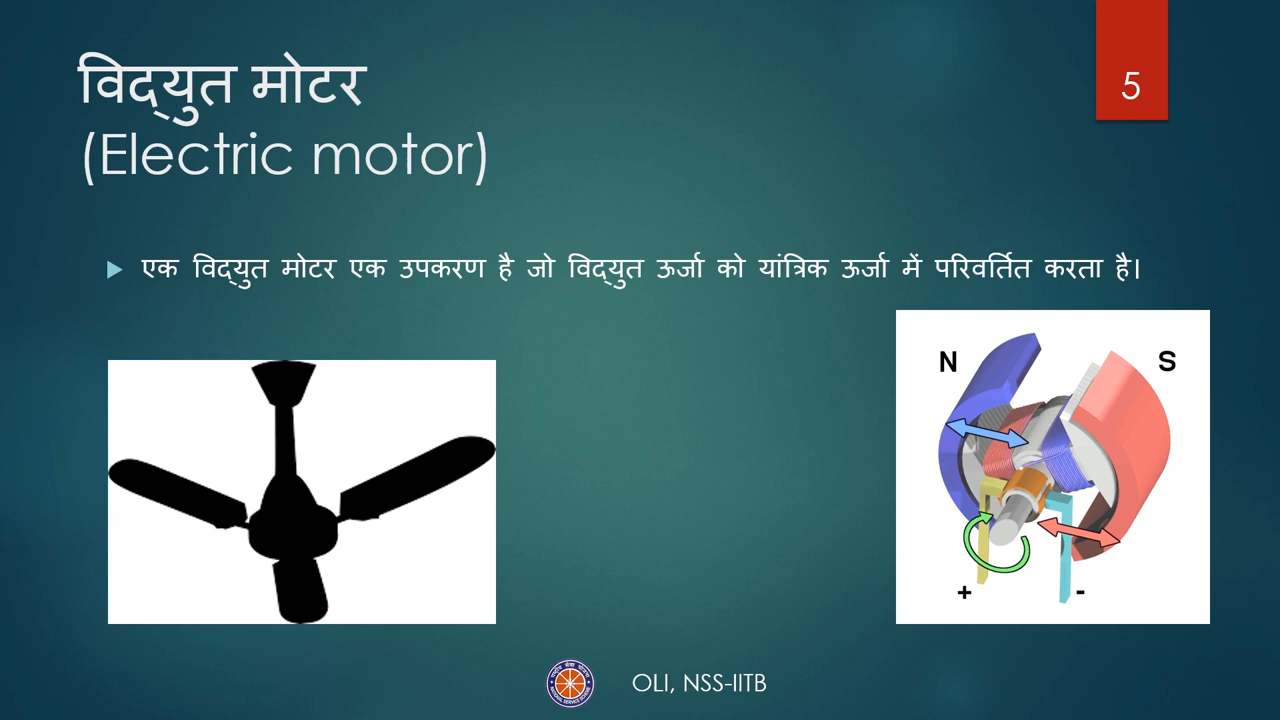 विद्‌युत मोटर
(Electric motor)
5
एक विद्‌युत मोटर एक उपकरण है जो विद्‌युत ऊर्जा को यांत्रिक ऊर्जा में परिवर्तित करता है।
N S
+ -
OLI, NSS-IITB